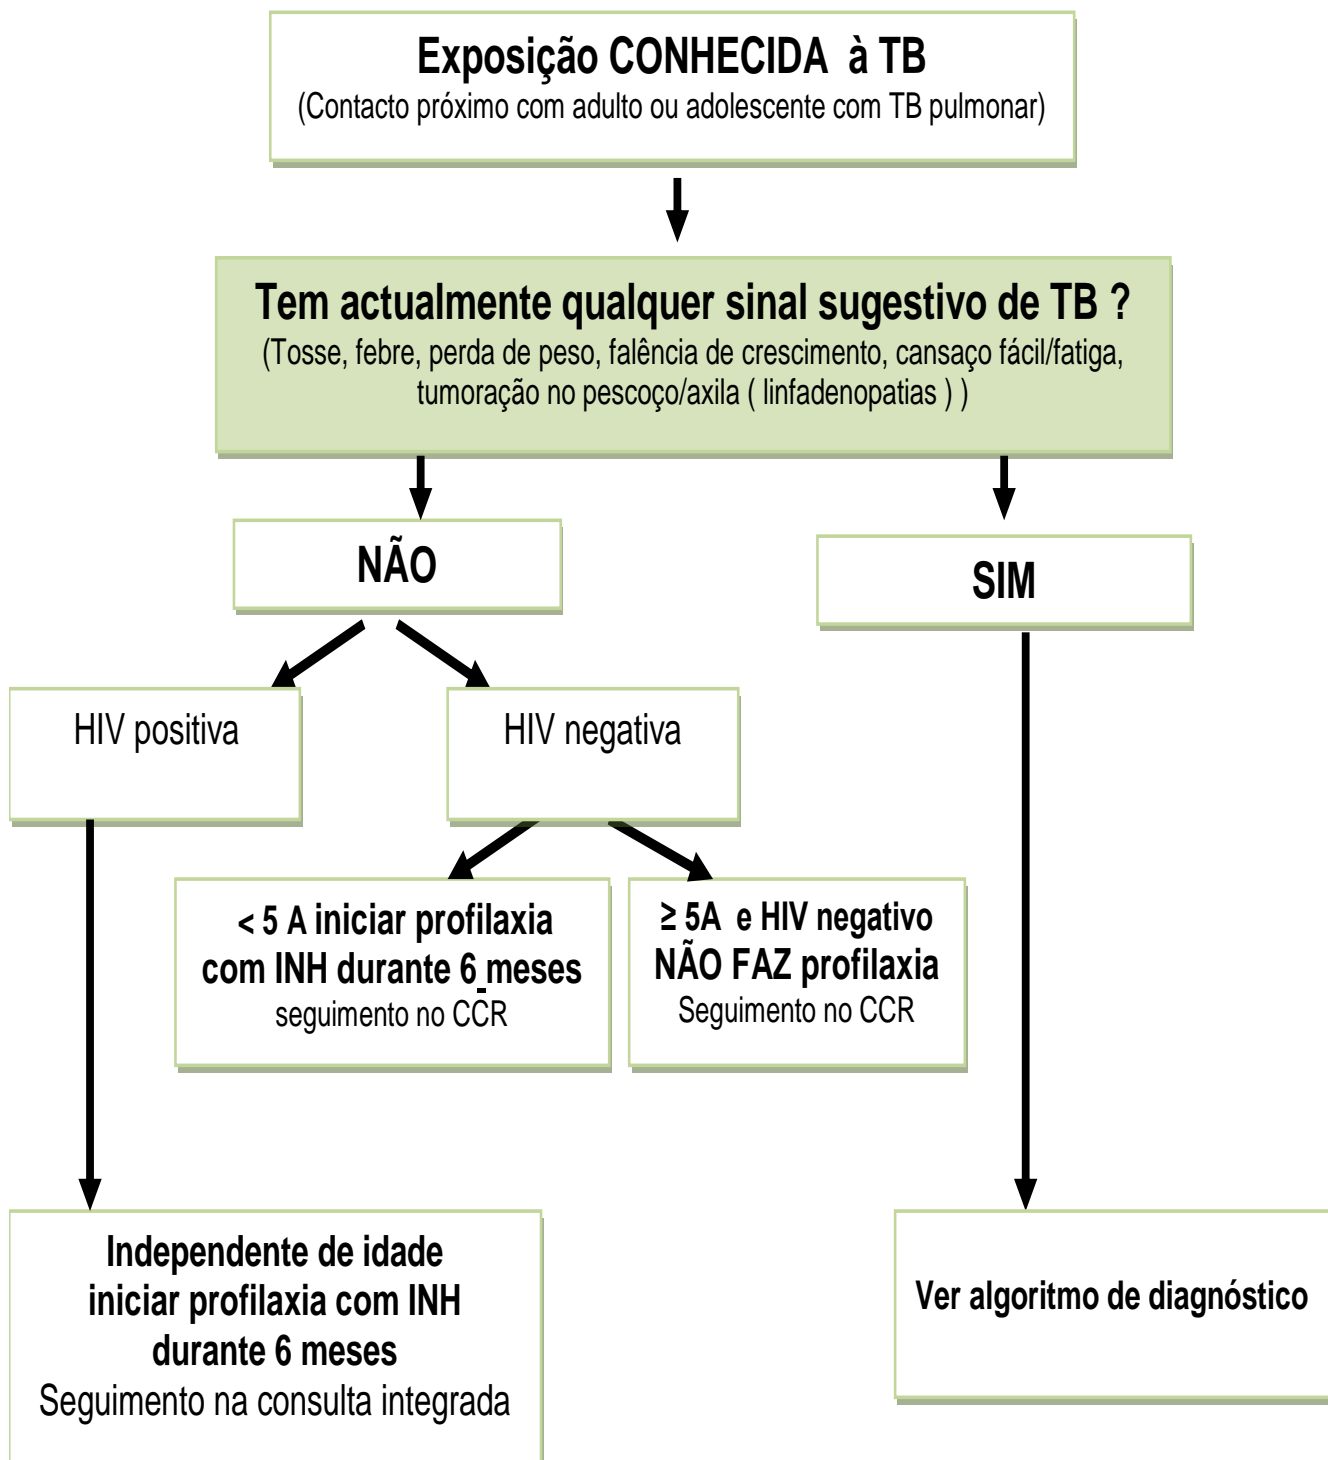 Exposição CONHECIDA à TB
(Contacto próximo com adulto ou adolescente com TB pulmonar)
Tem actualmente qualquer sinal sugestivo de TB ?
(Tosse, febre, perda de peso, falência de crescimento, cansaço fácil/fatiga,
tumoração no pescoço/axila ( linfadenopatias ) )
NÃO
SIM
HIV positiva
HIV negativa
< 5 A iniciar profilaxia
com INH durante 6 meses
seguimento no CCR
≥ 5A e HIV negativo
NÃO FAZ profilaxia
Seguimento no CCR
Independente de idade
iniciar profilaxia com INH
durante 6 meses
Seguimento na consulta integrada
Ver algoritmo de diagnóstico